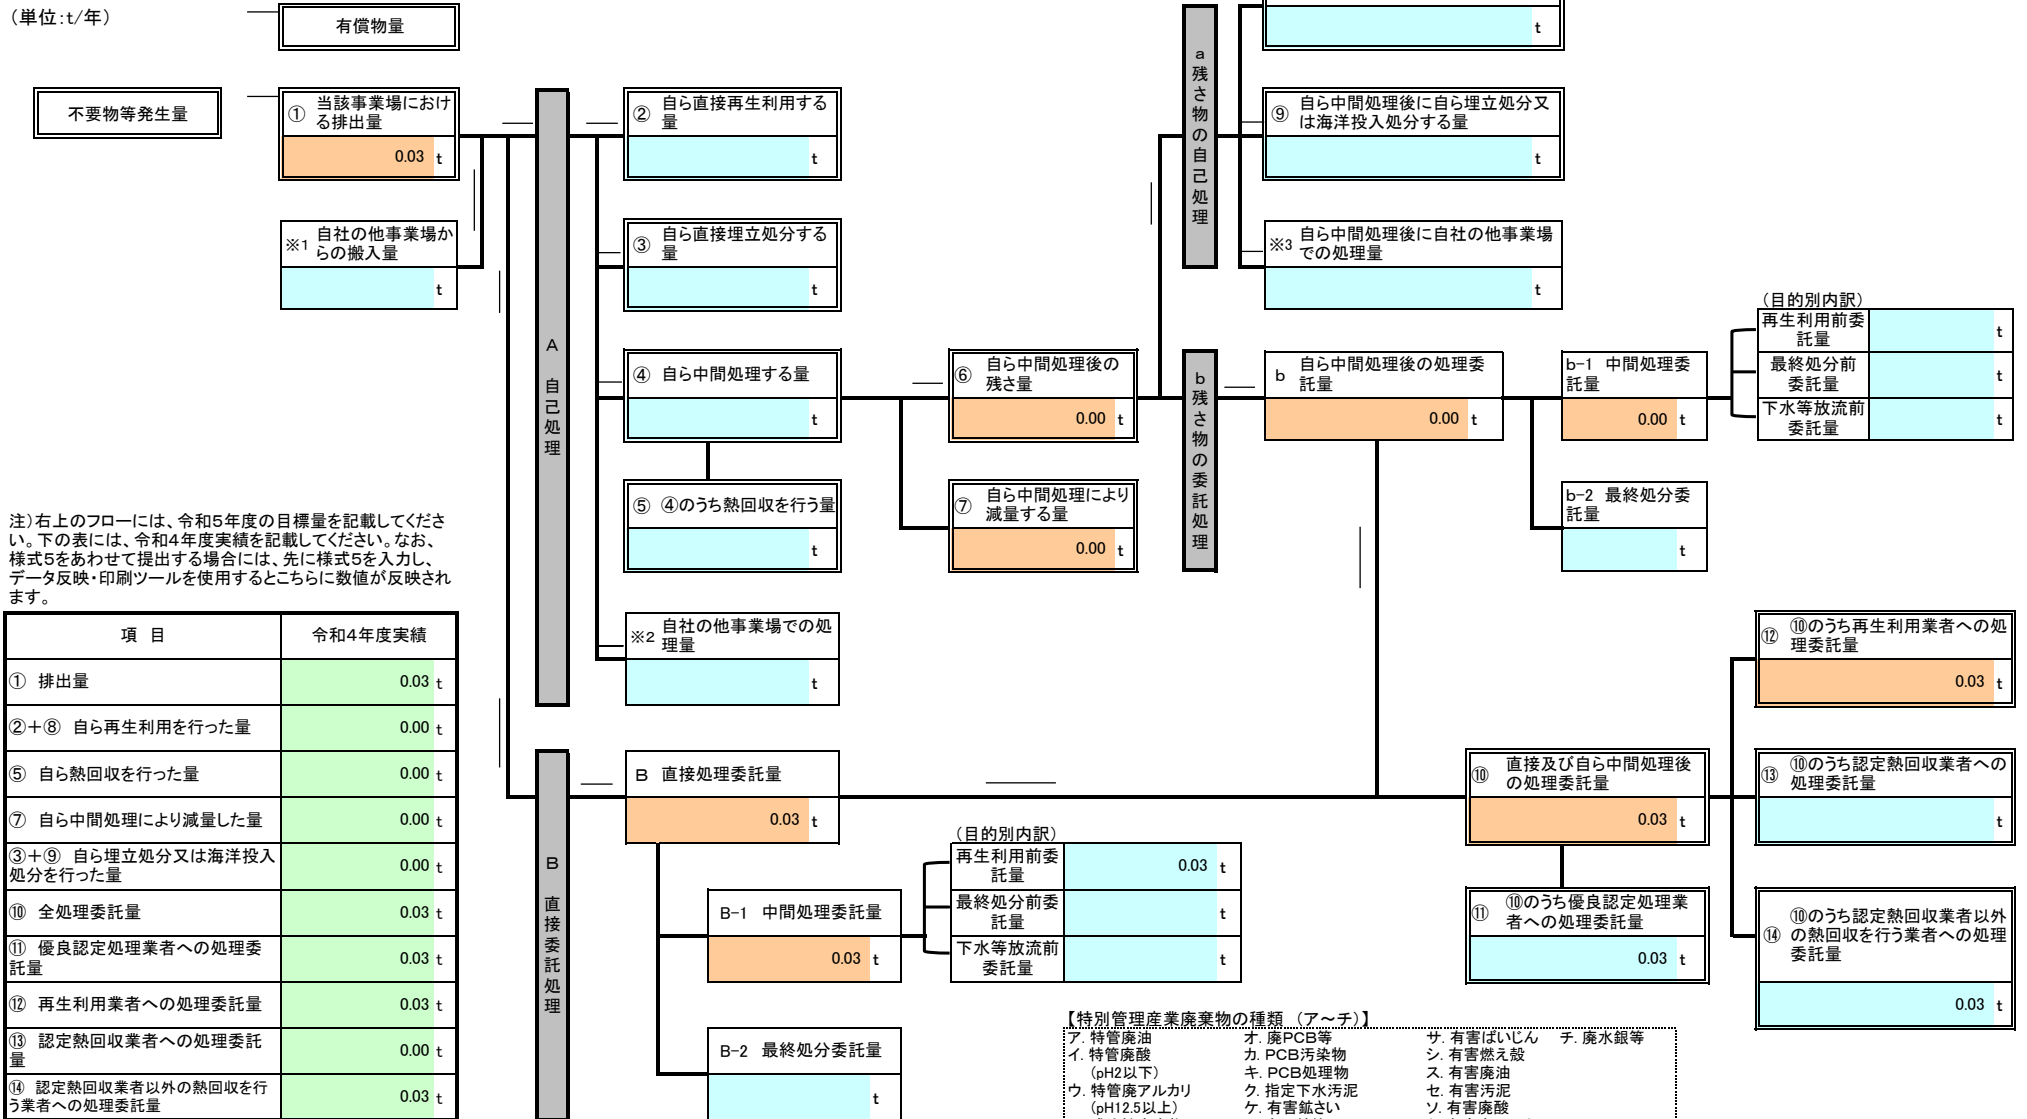 （単位:t/年）
有償物量
不要物等発生量
① 当該事業場におけ
る排出量
0.03 t
※1 自社の他事業場か
らの搬入量
t
A 自己処理
② 自ら直接再生利用する
量
t
③ 自ら直接埋立処分する
量
t
④ 自ら中間処理する量
t
⑤ ④のうち熱回収を行う量
t
※2 自社の他事業場での処
理量
t
⑥ 自ら中間処理後の
残さ量
0.00 t
⑦ 自ら中間処理により
減量する量
0.00 t
a 残さ物の自己処理
t
⑨ 自ら中間処理後に自ら埋立処分又
は海洋投入処分する量
t
※3 自ら中間処理後に自社の他事業場
での処理量
t
b 残さ物の委託処理
b 自ら中間処理後の処理委
託量
0.00 t
b-1 中間処理委
託量
0.00 t
（目的別内訳）
再生利用前委
託量
t
最終処分前
委託量
t
下水等放流前
委託量
t
b-2 最終処分委
託量
t
注）右上のフローには、令和５年度の目標量を記載してくださ
い。下の表には、令和４年度実績を記載してください。なお、
様式５をあわせて提出する場合には、先に様式５を入力し、
データ反映・印刷ツールを使用するとこちらに数値が反映され
ます。
項 目 令和４年度実績
① 排出量 0.03 t
②＋⑧ 自ら再生利用を行った量 0.00 t
⑤ 自ら熱回収を行った量 0.00 t
⑦ 自ら中間処理により減量した量 0.00 t
③＋⑨ 自ら埋立処分又は海洋投入
処分を行った量 0.00 t
⑩ 全処理委託量 0.03 t
⑪ 優良認定処理業者への処理委
託量 0.03 t
⑫ 再生利用業者への処理委託量 0.03 t
⑬ 認定熱回収業者への処理委託
量 0.00 t
⑭ 認定熱回収業者以外の熱回収を行
う業者への処理委託量 0.03 t
B 直接委託処理
B 直接処理委託量
0.03 t
B-1 中間処理委託量
0.03 t
（目的別内訳）
再生利用前委
託量
0.03 t
最終処分前委
託量
t
下水等放流前
委託量
t
B-2 最終処分委託量
t
⑩ 直接及び自ら中間処理後
の処理委託量
0.03 t
⑪ ⑩のうち優良認定処理業
者への処理委託量
0.03 t
⑫ ⑩のうち再生利用業者への処
理委託量
0.03 t
⑬ ⑩のうち認定熱回収業者への
処理委託量
t
⑭ ⑩のうち認定熱回収業者以外
の熱回収を行う業者への処理
委託量
0.03 t
【特別管理産業廃棄物の種類 （ア～チ）】
ア. 特管廃油 オ. 廃PCB等 サ. 有害ばいじん チ. 廃水銀等
イ. 特管廃酸 カ. PCB汚染物 シ. 有害燃え殻
(pH2以下) キ. PCB処理物 ス. 有害廃油
ウ. 特管廃アルカリ ク. 指定下水汚泥 セ. 有害汚泥
(pH12.5以上) ケ. 有害鉱さい ソ. 有害廃酸